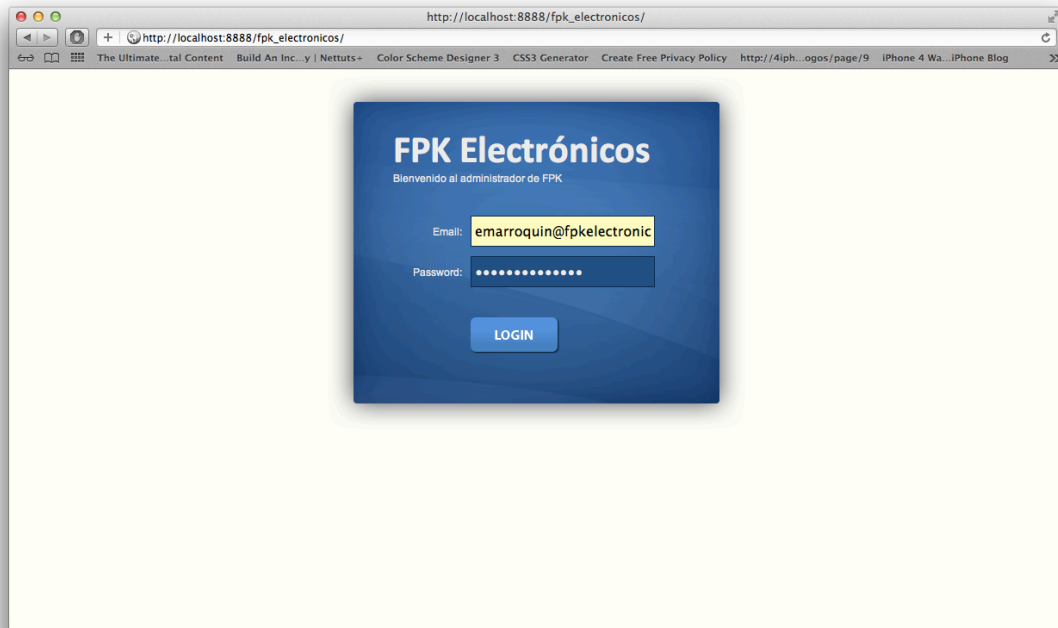 http://localhost:8888/fpk_electronicos/
http://localhost:8888/fpk_electronicos/
The Ultimate...tal Content Build An Inc...y | Nettuts+ Color Scheme Designer 3 CSS3 Generator Create Free Privacy Policy http://4iph...ogos/page/9 iPhone 4 Wa...iPhone Blog
FPK Electrónicos
Bienvenido al administrador de FPK
Email: emarroquin@fpkelectronic
Password: ••••••••••••••
LOGIN